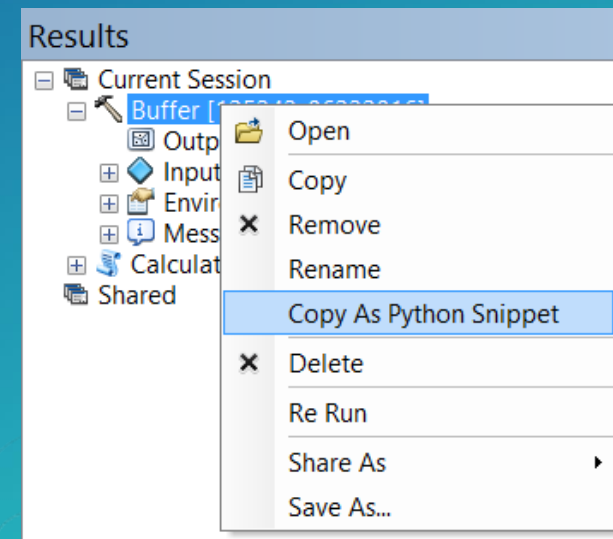 Results
Current Session
Buffer [
Outp
Open
Input
Copy
Envir
Mess
Remove
Calculat
Rename
Shared
Copy As Python Snippet
Delete
Re Run
Share As
Save As...